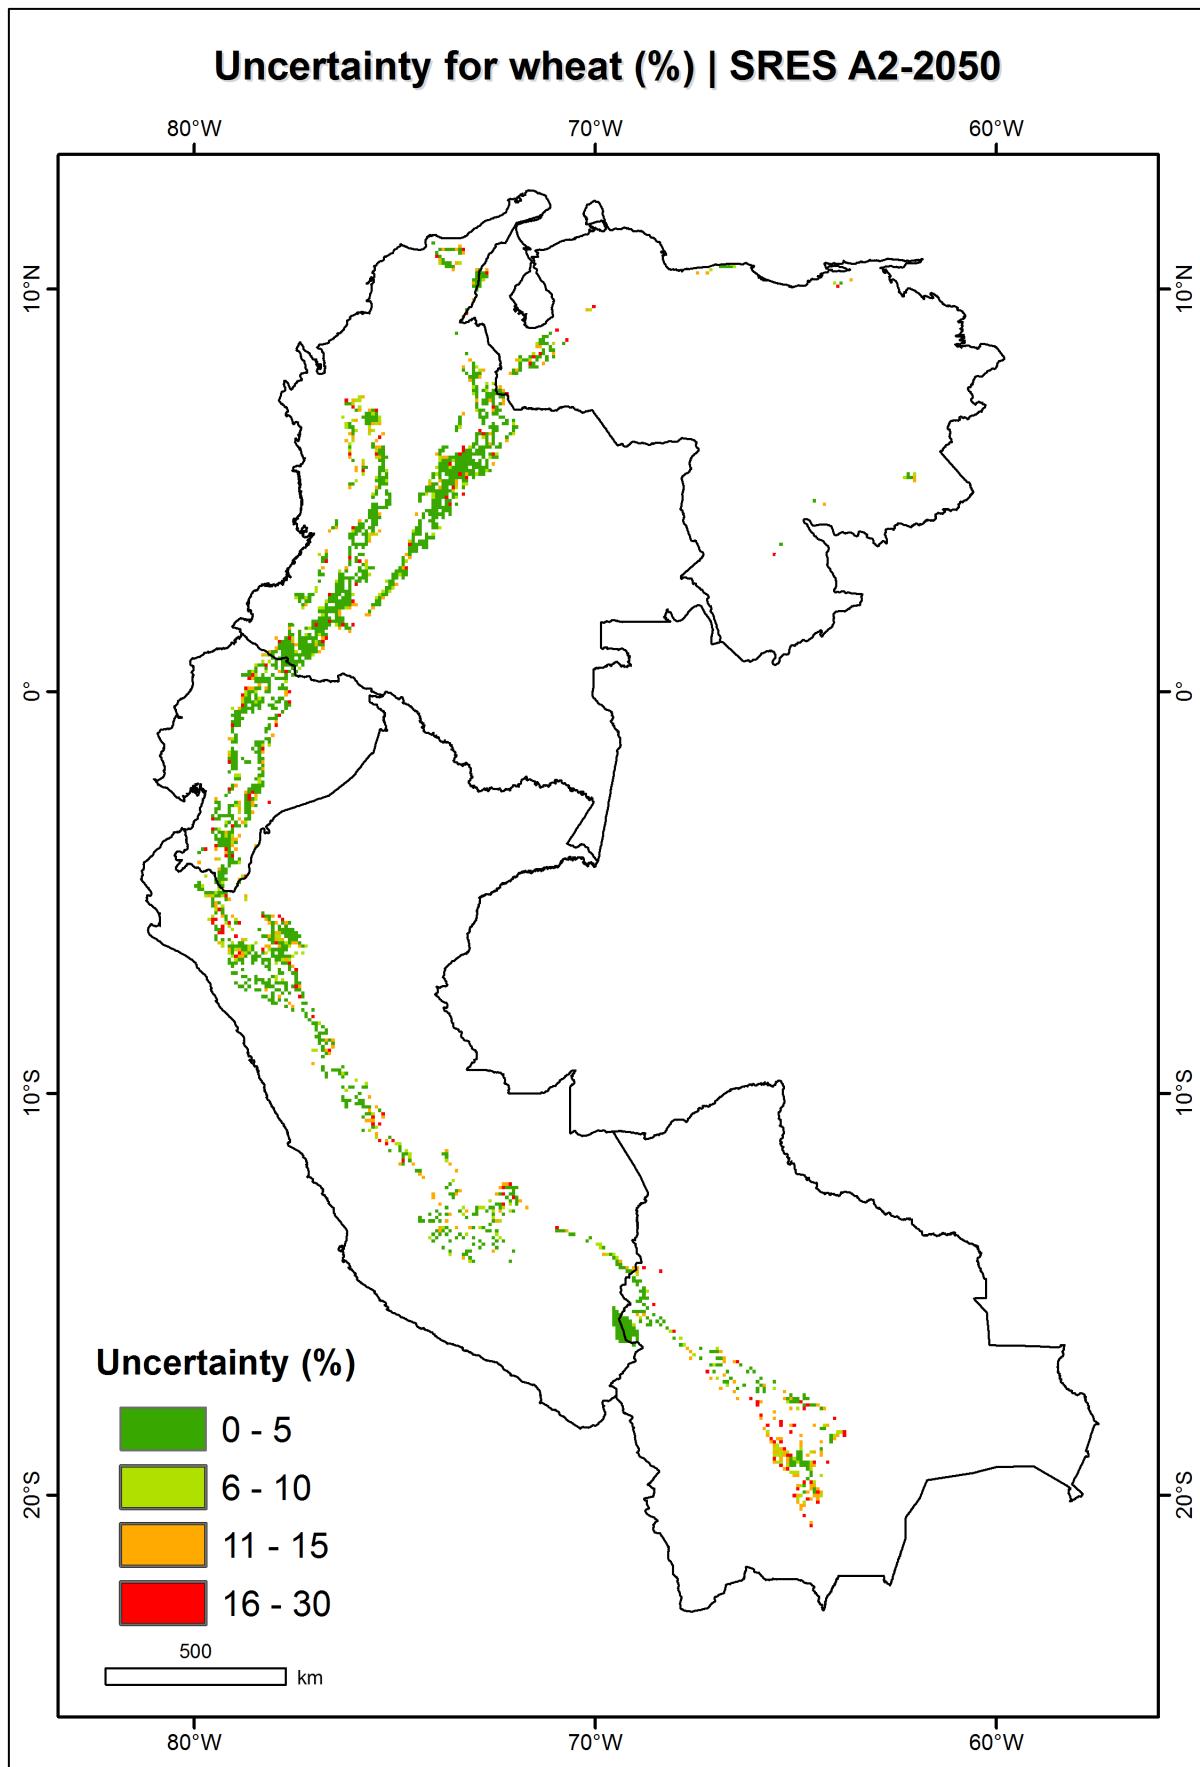 Uncertainty for wheat (%) | SRES A2-2050
80°W 70°W 60°W
10°N 10°N
0° 0°
10°S 10°S
20°S 20°S
Uncertainty (%)
0 - 5
6 - 10
11 - 15
16 - 30
500
km
80°W 70°W 60°W